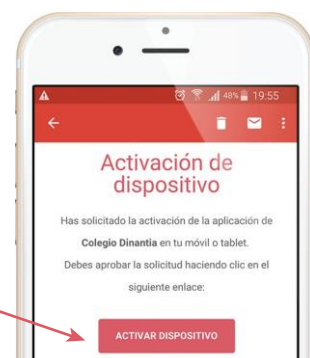 48% 19:55
Activación de
dispositivo
Has solicitado la activación de la aplicación de
Colegio Dinantia en tu móvil o tablet.
Debes aprobar la solicitud haciendo clic en el
siguiente enlace:
ACTIVAR DISPOSITIVO